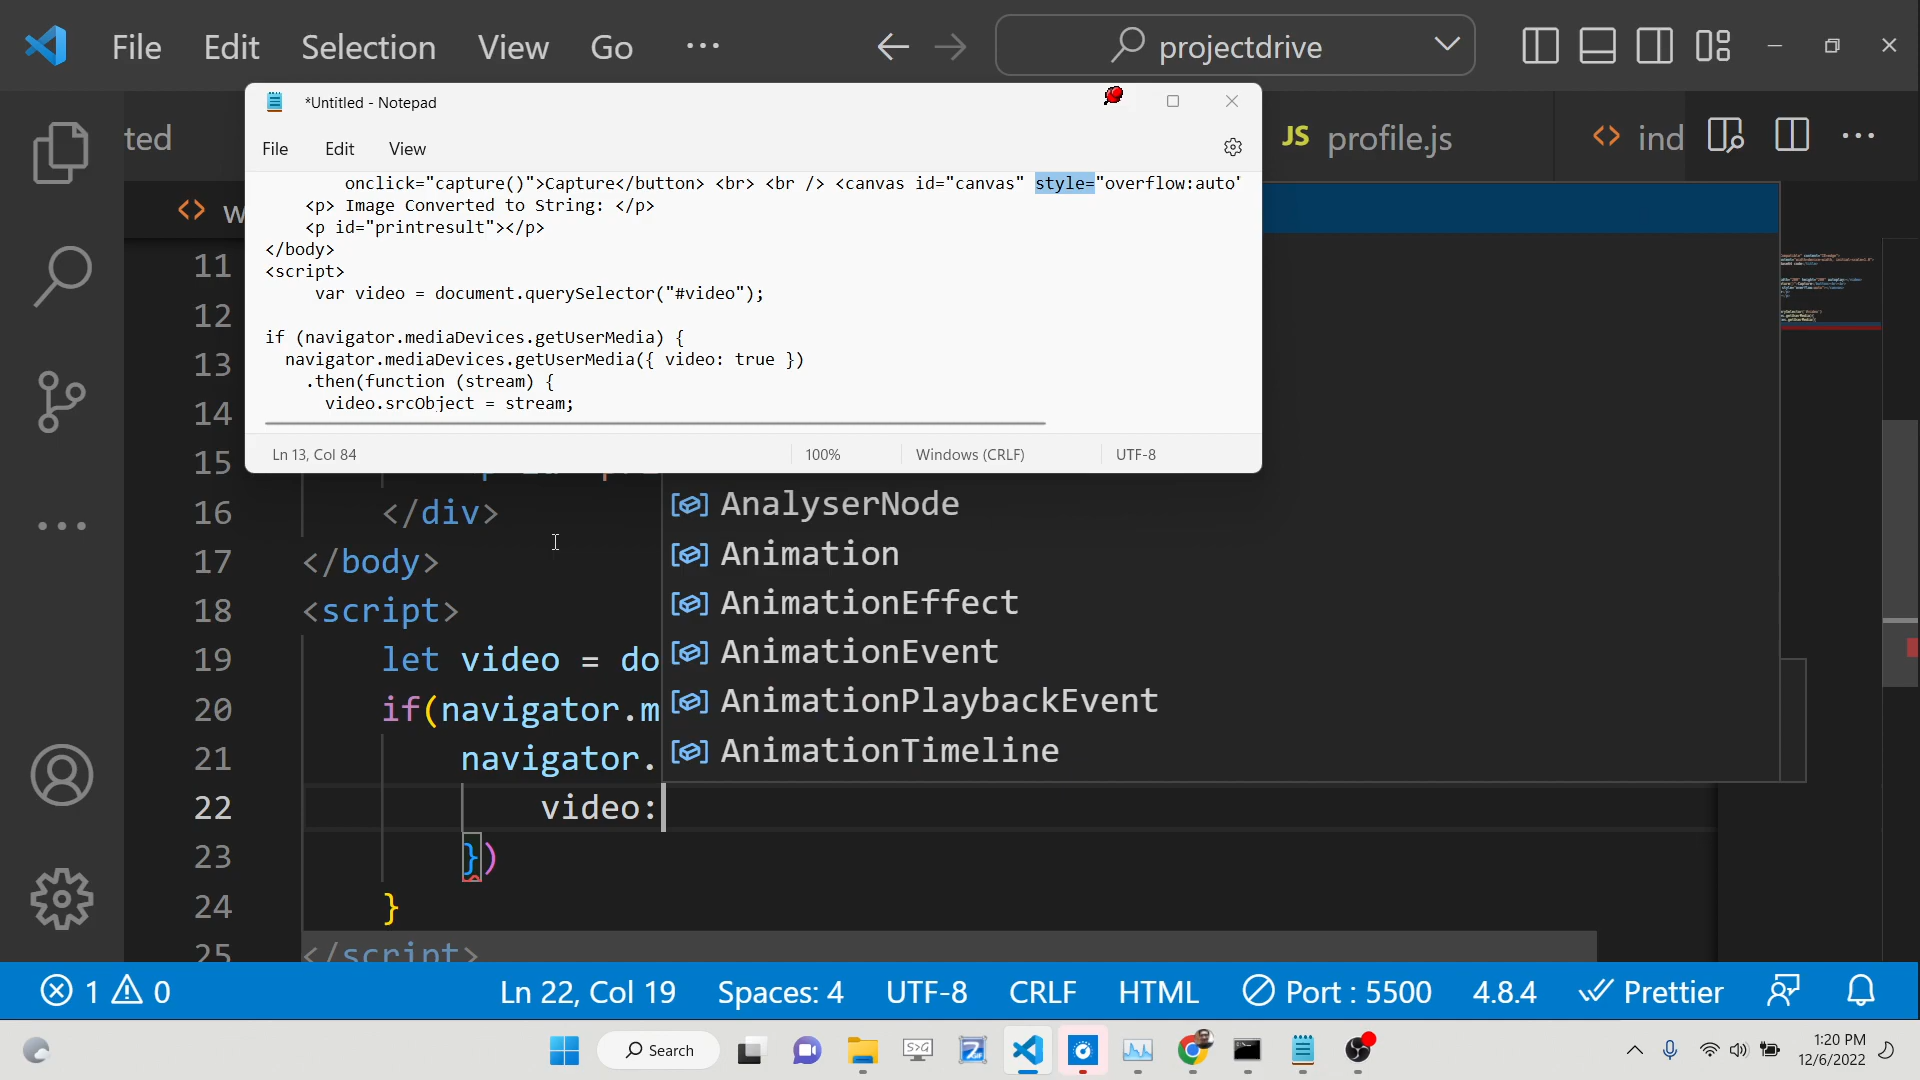 File Edit Selection View Go ··· projectdrive
ted
JS profile.js
<> ind
<> w
*Untitled - Notepad
File Edit View
onclick="capture()">Capture</button> <br> <br /> <canvas id="canvas" style="overflow:auto'
<p> Image Converted to String: </p>
<p id="printresult"></p>
</body>
<script>
var video = document.querySelector("#video");
if (navigator.mediaDevices.getUserMedia) {
navigator.mediaDevices.getUserMedia({ video: true })
.then(function (stream) {
video.srcObject = stream;
Ln 13, Col 84 100% Windows (CRLF) UTF-8
11
12
13
14
15
16 </div>
17 </body>
18 <script>
19 let video = do
20 if(navigator.m
21 navigator.
22 video:
23 })
24 }
25 </script>
AnalyserNode
Animation
AnimationEffect
AnimationEvent
AnimationPlaybackEvent
AnimationTimeline
1 0 Ln 22, Col 19 Spaces: 4 UTF-8 CRLF HTML Port : 5500 4.8.4 Prettier
Search
1:20 PM
12/6/2022